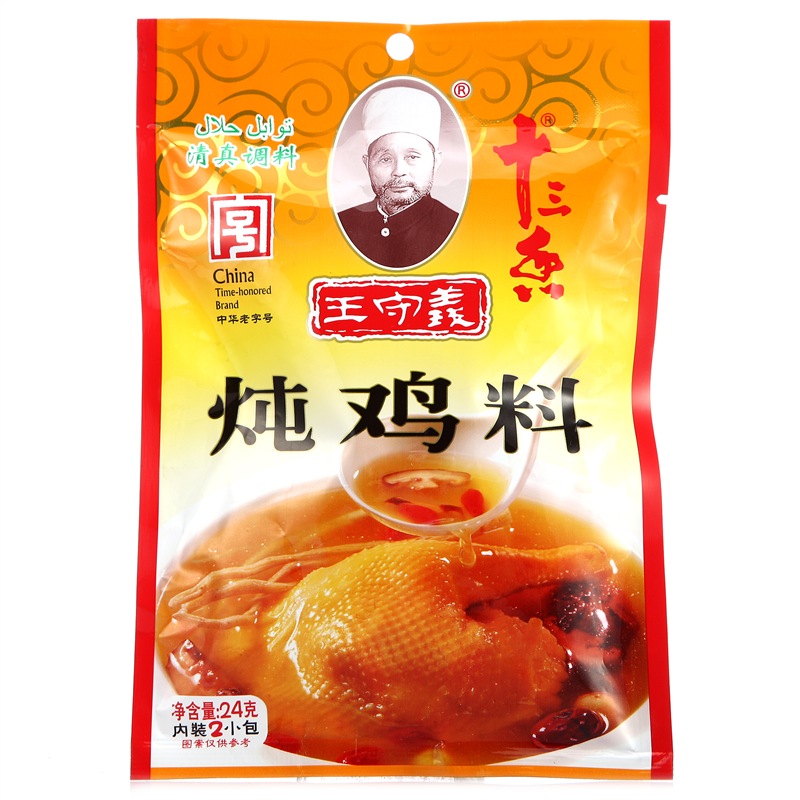 توابل حلال
清真调料
®
®
十三香
字号
China
Time-honored
Brand
中华老字号
王守義
炖鸡料
净含量:24克
内装2小包
图案仅供参考